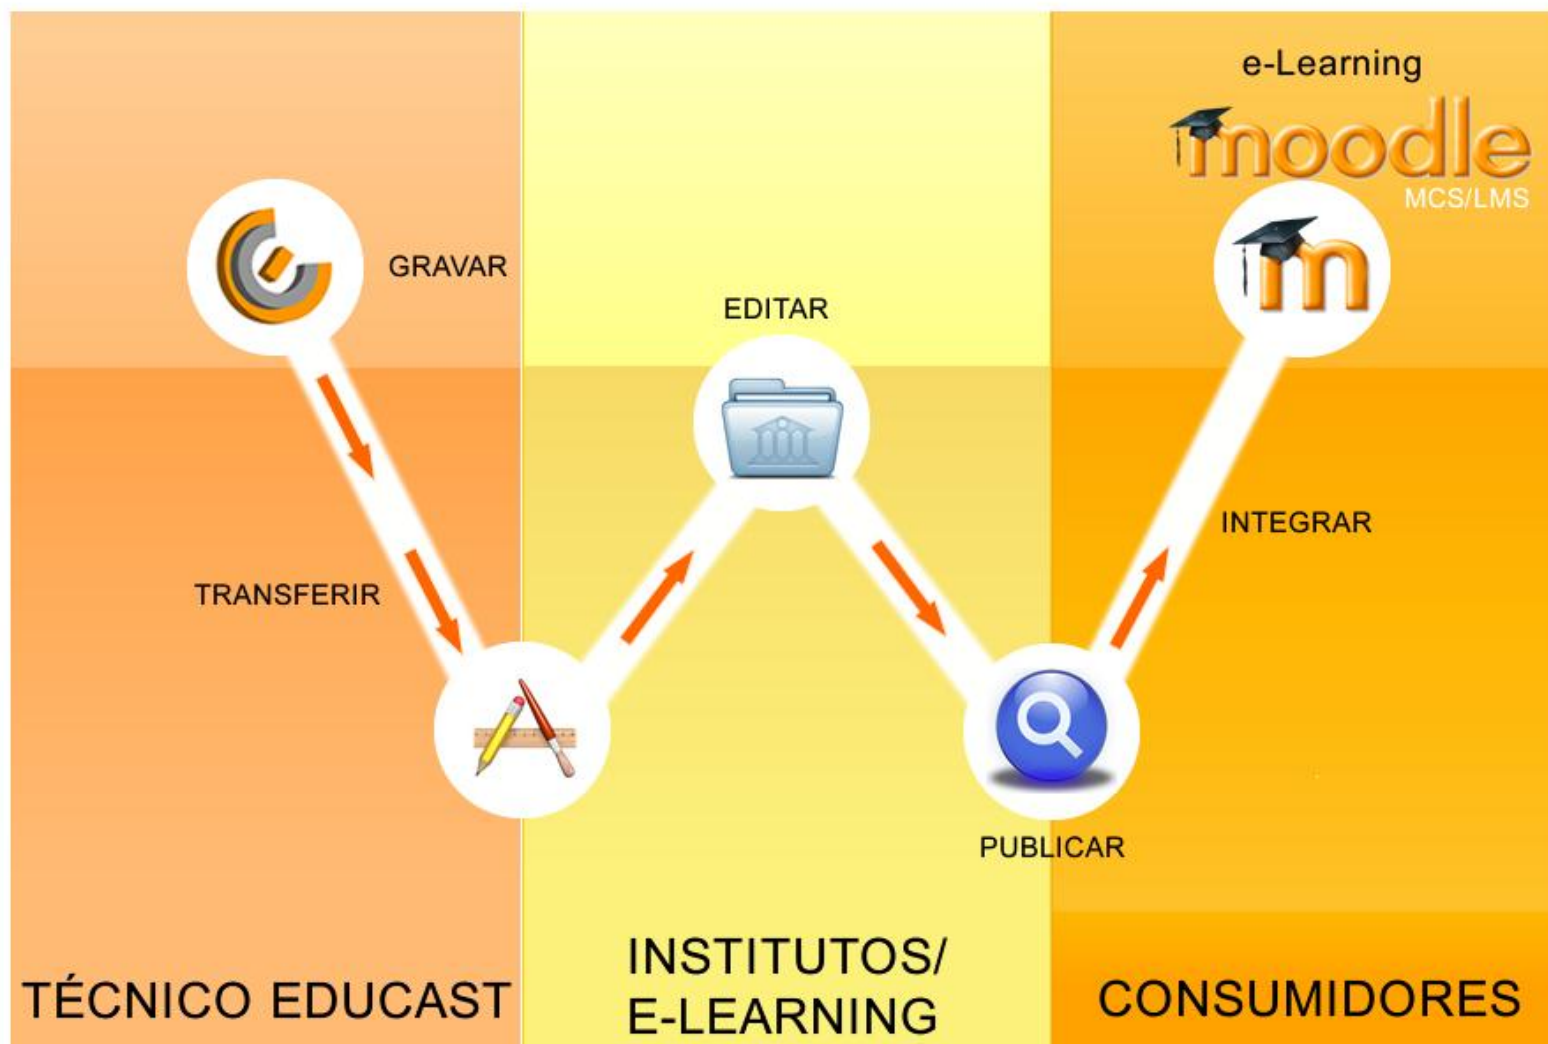 e-Learning
moodle
MCS/LMS
m
GRAVAR
EDITAR
INTEGRAR
TRANSFERIR
PUBLICAR
TÉCNICO EDUCAST
INSTITUTOS/
E-LEARNING
CONSUMIDORES